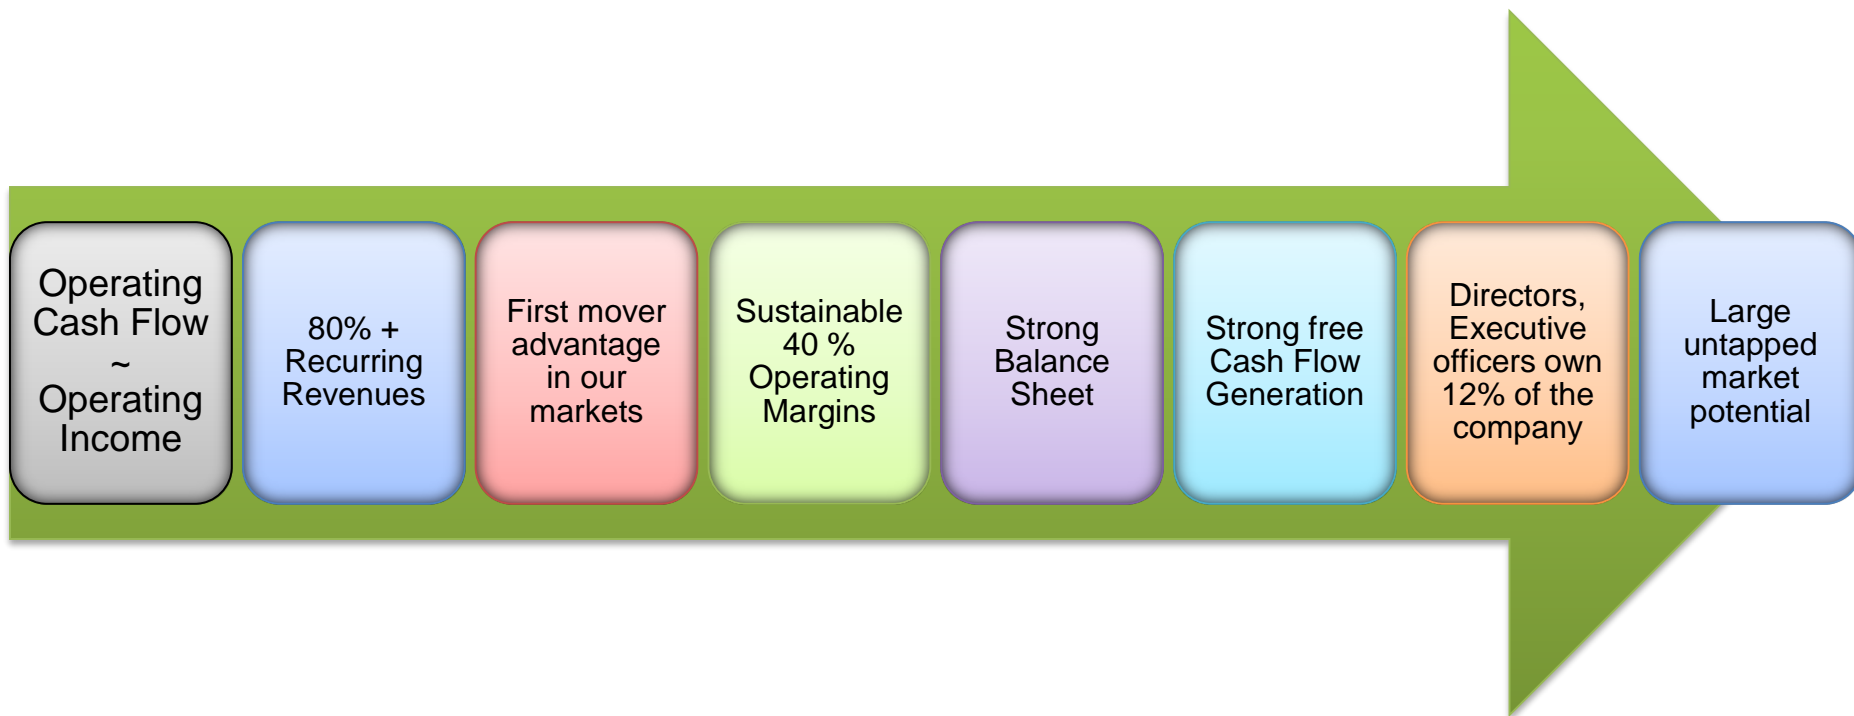 Operating
Cash Flow
~
Operating
Income
80% +
Recurring
Revenues
First mover
advantage
in our
markets
Sustainable
40 %
Operating
Margins
Strong
Balance
Sheet
Strong free
Cash Flow
Generation
Directors,
Executive
officers own
12% of the
company
Large
untapped
market
potential